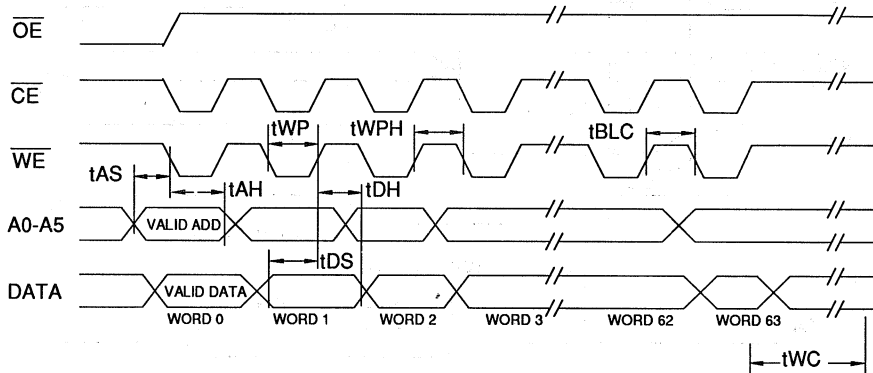 OE
CE
tWP tWPH tBLC
WE
tAS tAH tDH
A0-A5 VALID ADD
tDS
DATA VALID DATA
WORD 0 WORD 1 WORD 2 WORD 3 WORD 62 WORD 63
tWC